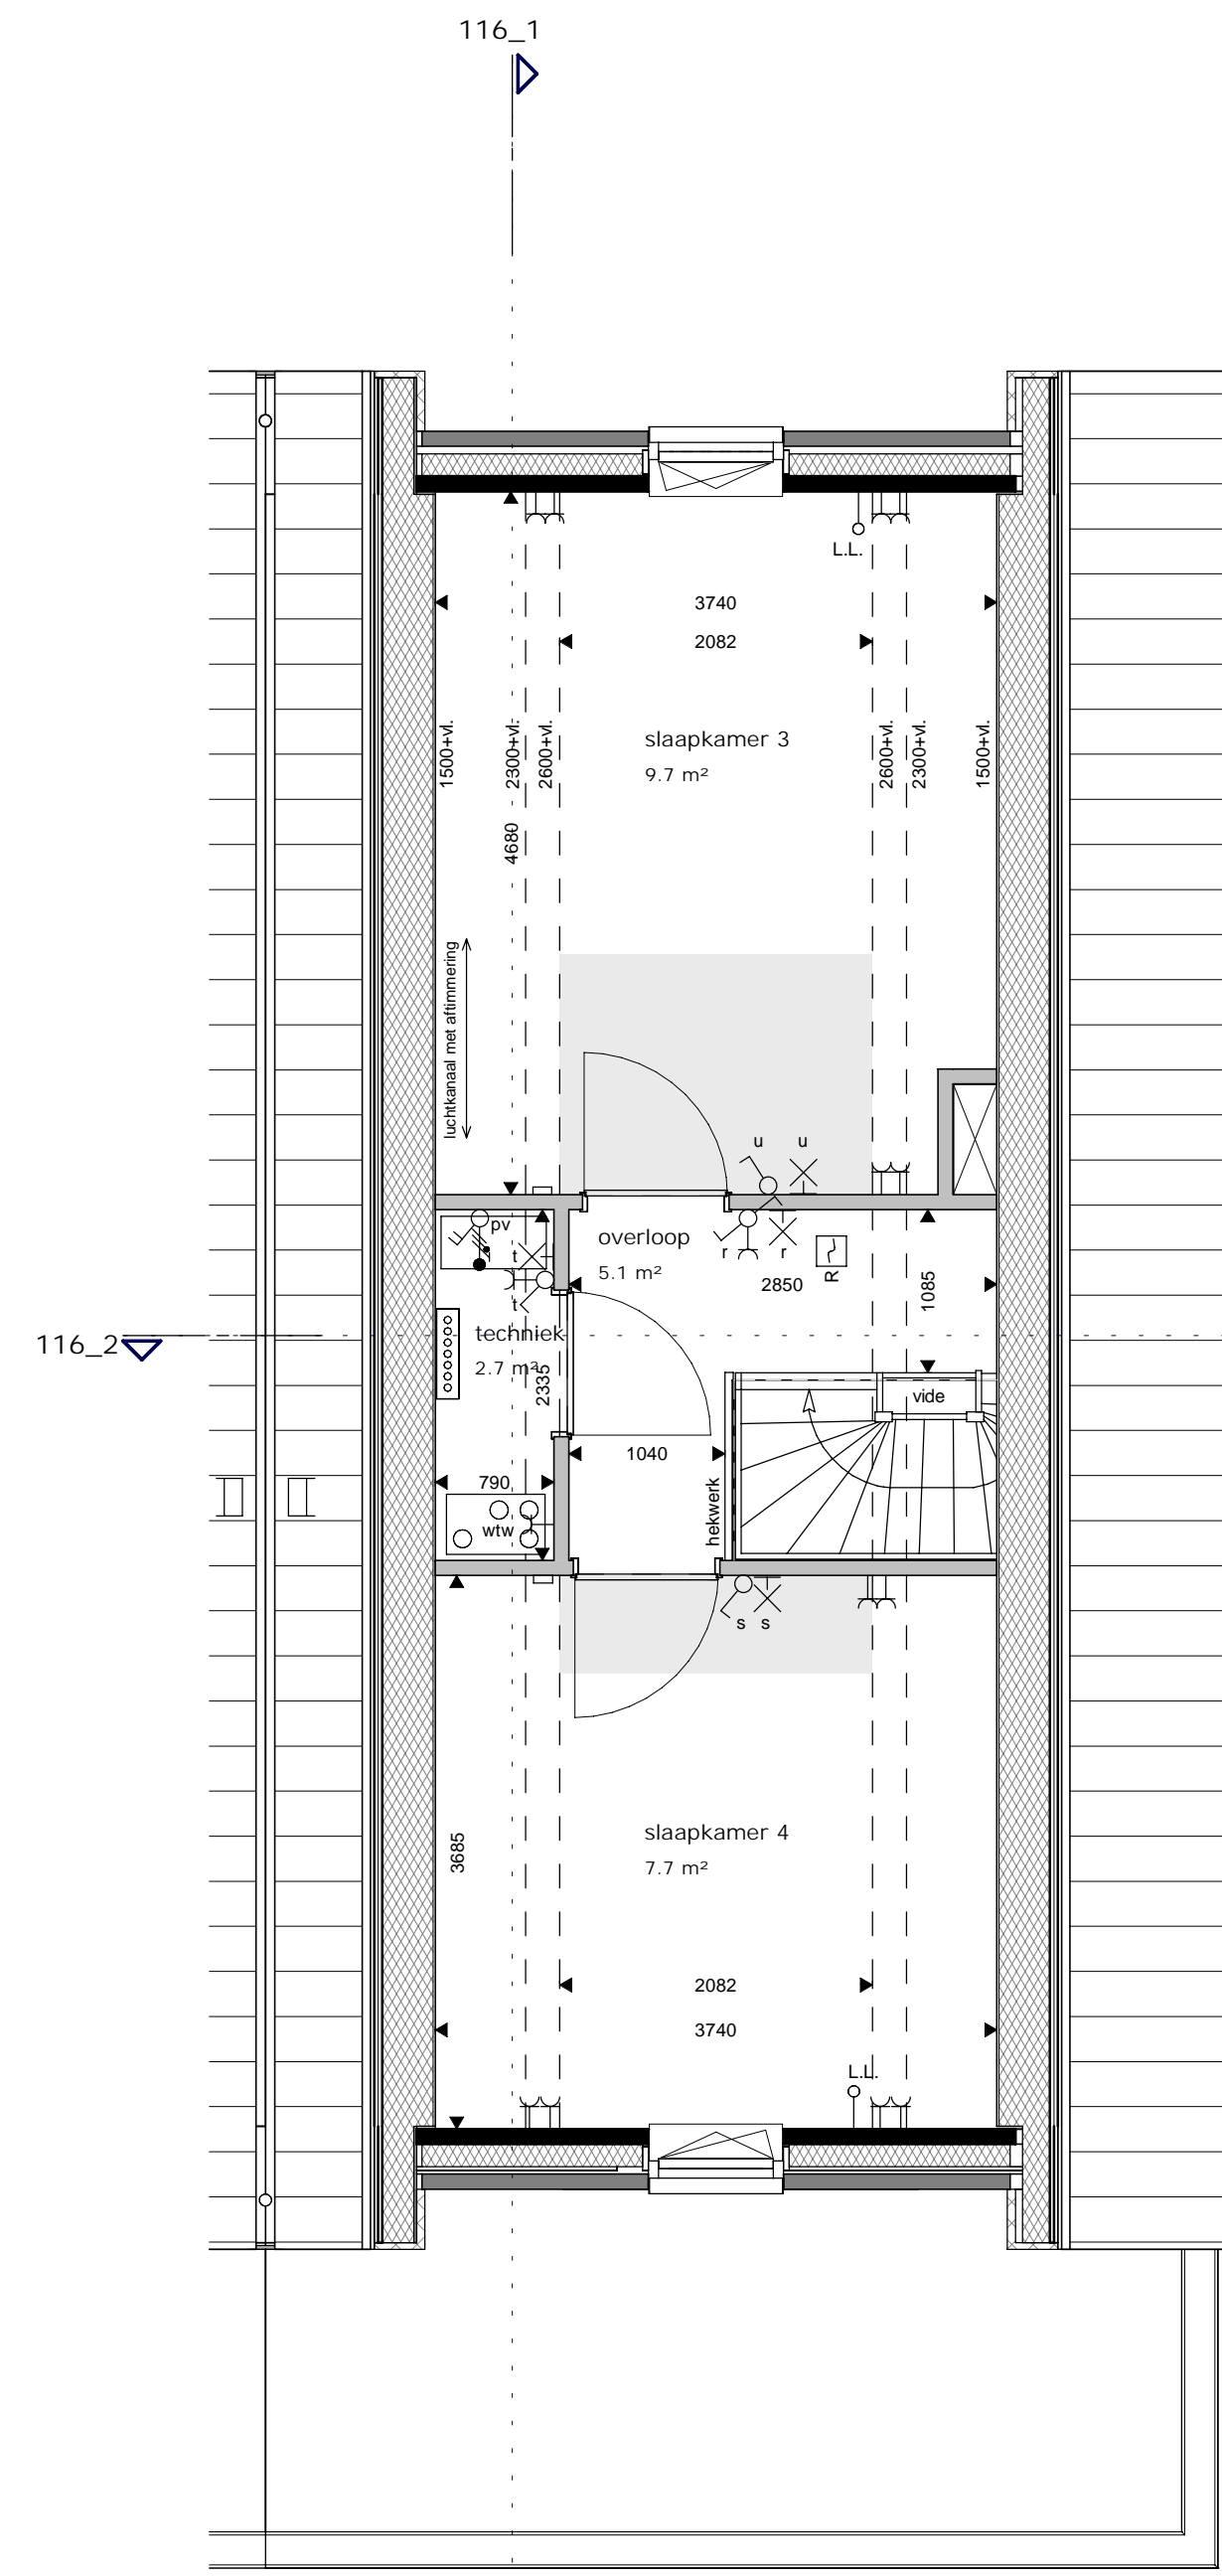 116_1
L.L.
3740
2082
1500+vl.
2300+vl.
2600+vl.
2600+vl.
2300+vl.
1500+vl.
slaapkamer 3
9.7 m²
4680
luchtkanaal met aftimmering
u
u
pv
overloop
5.1 m²
t
r
r
R
2850
1085
t
116_2
techniek
2.7 m²
2335
vide
1040
790
hekwerk
wtw
s
s
slaapkamer 4
7.7 m²
3685
2082
3740
L.L.